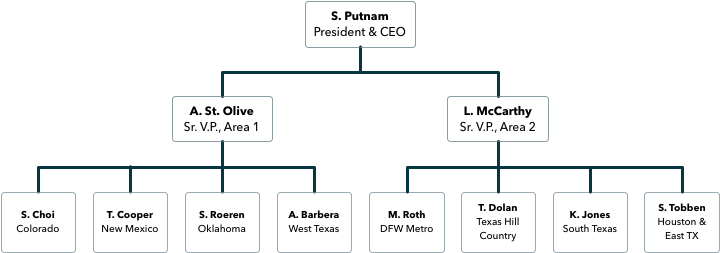 S. Putnam
President & CEO
A. St. Olive
Sr. V.P., Area 1
L. McCarthy
Sr. V.P., Area 2
S. Choi
Colorado
T. Cooper
New Mexico
S. Roeren
Oklahoma
A. Barbera
West Texas
M. Roth
DFW Metro
T. Dolan
Texas Hill
Country
K. Jones
South Texas
S. Tobben
Houston &
East TX